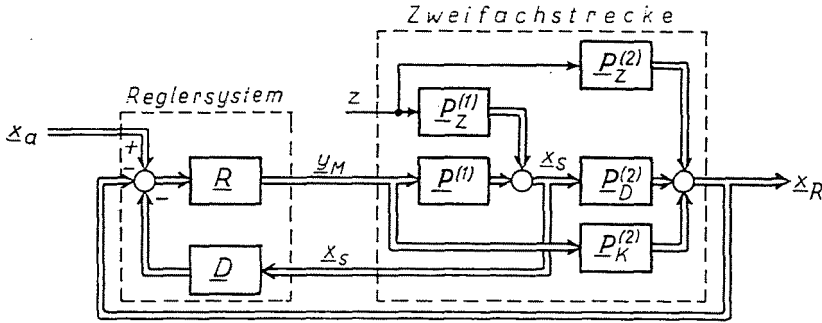 Zweifachstrecke
P_Z^(2)
Reglersystem
z
P_Z^(1)
x_a
+
-
R
y_M
P^(1)
x_S
P_D^(2)
x_R
-
D
x_S
P_K^(2)